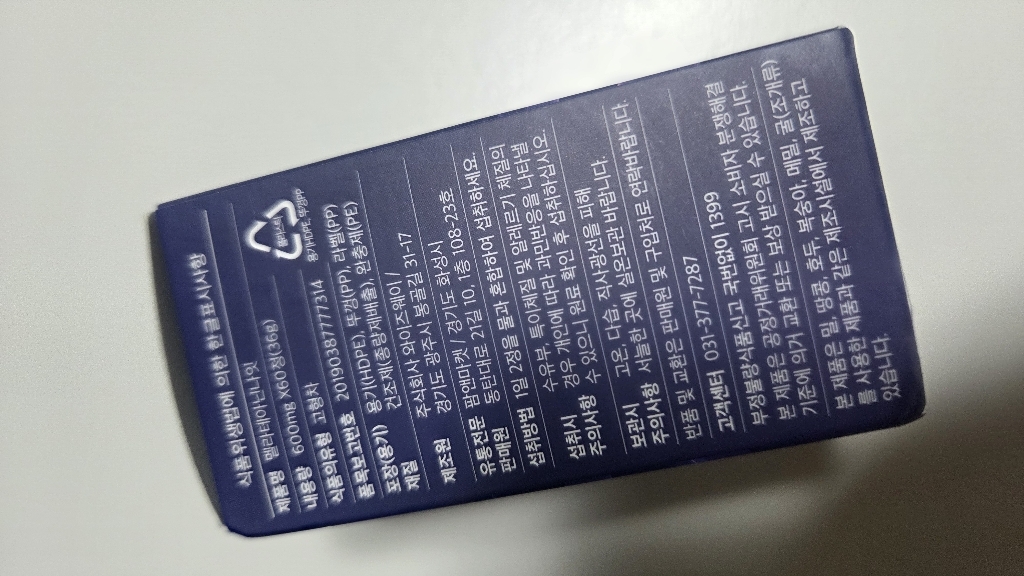 식품위생법에 의한 한글표시사항
제품명 멜라테아닌나잇
내용량 600mg X60정(36g)
식품의유형 고형차
품목보고번호 2019038777314
포장(용기) 용기(HDPE), 뚜껑(PP), 라벨(PP)
재질 간지(종량제배출), 완충제(PE)
제조원 주식회사 와이즈웨이 /
경기도 광주시 봉골길 31-17
유통전문 팜앤마켓 / 경기도 화성시
판매원 동탄대로 21길 10, 1층 108-23호
섭취방법 1일 2정을 물과 혼합하여 섭취하세요.
섭취시 수유부, 특이체질 및 알레르기 체질의
주의사항 경우 개인에 따라 과민반응을 나타낼
수 있으니 원료 확인 후 섭취하십시오.
보관시 고온, 다습, 직사광선을 피해
주의사항 서늘한 곳에 실온보관 바랍니다.
반품 및 교환은 판매원 및 구입처로 연락바랍니다.
고객센터 031-377-7287
부정불량식품신고 국번없이 1399
본 제품은 공정거래위원회 고시 소비자 분쟁해결
기준에 의거 교환 또는 보상 받으실 수 있습니다.
본 제품은 밀, 땅콩, 호두, 복숭아, 메밀, 굴(조개류)
를 사용한 제품과 같은 제조시설에서 제조하고
있습니다.